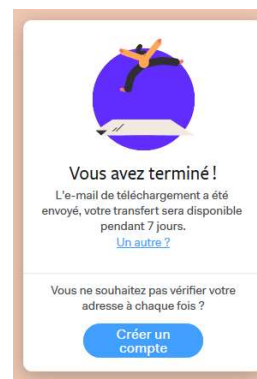 Vous avez terminé !
L'e-mail de téléchargement a été
envoyé, votre transfert sera disponible
pendant 7 jours.
Un autre ?
Vous ne souhaitez pas vérifier votre
adresse à chaque fois ?
Créer un
compte